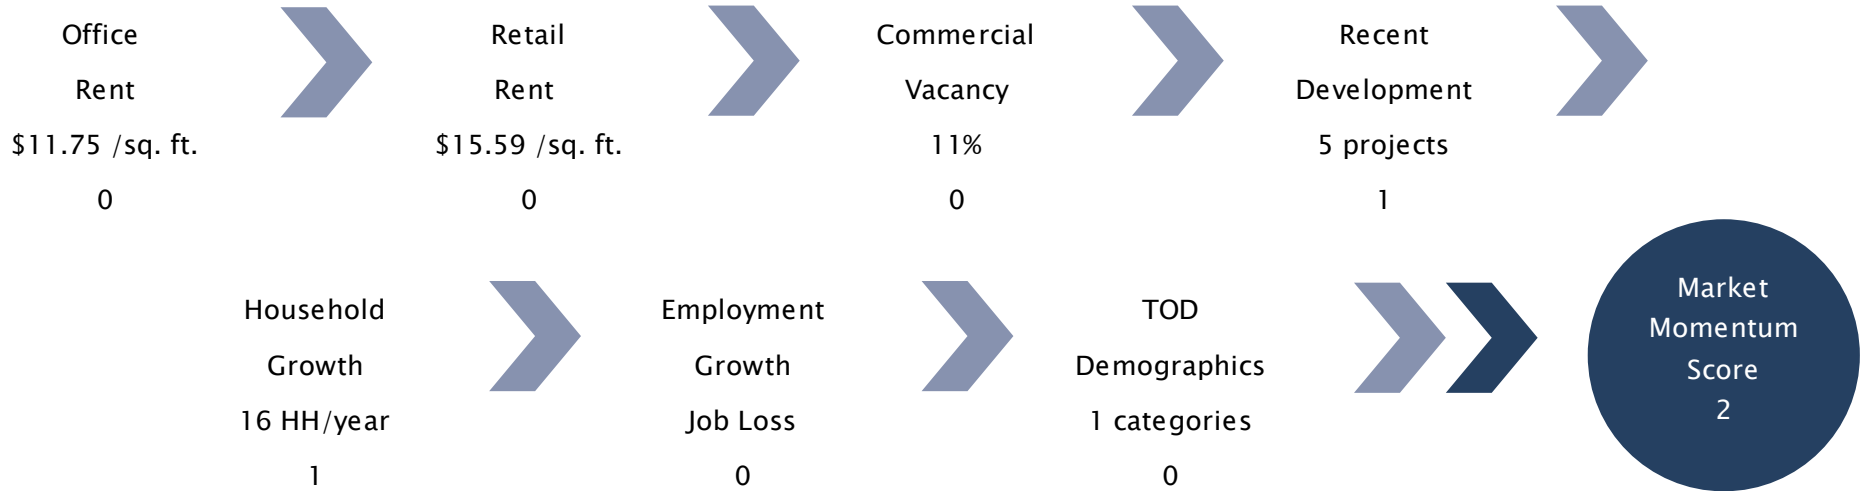 Office
Rent
$11.75 /sq. ft.
0
Retail
Rent
$15.59 /sq. ft.
0
Commercial
Vacancy
11%
0
Recent
Development
5 projects
1
Household
Growth
16 HH/year
1
Employment
Growth
Job Loss
0
TOD
Demographics
1 categories
0
Market
Momentum
Score
2